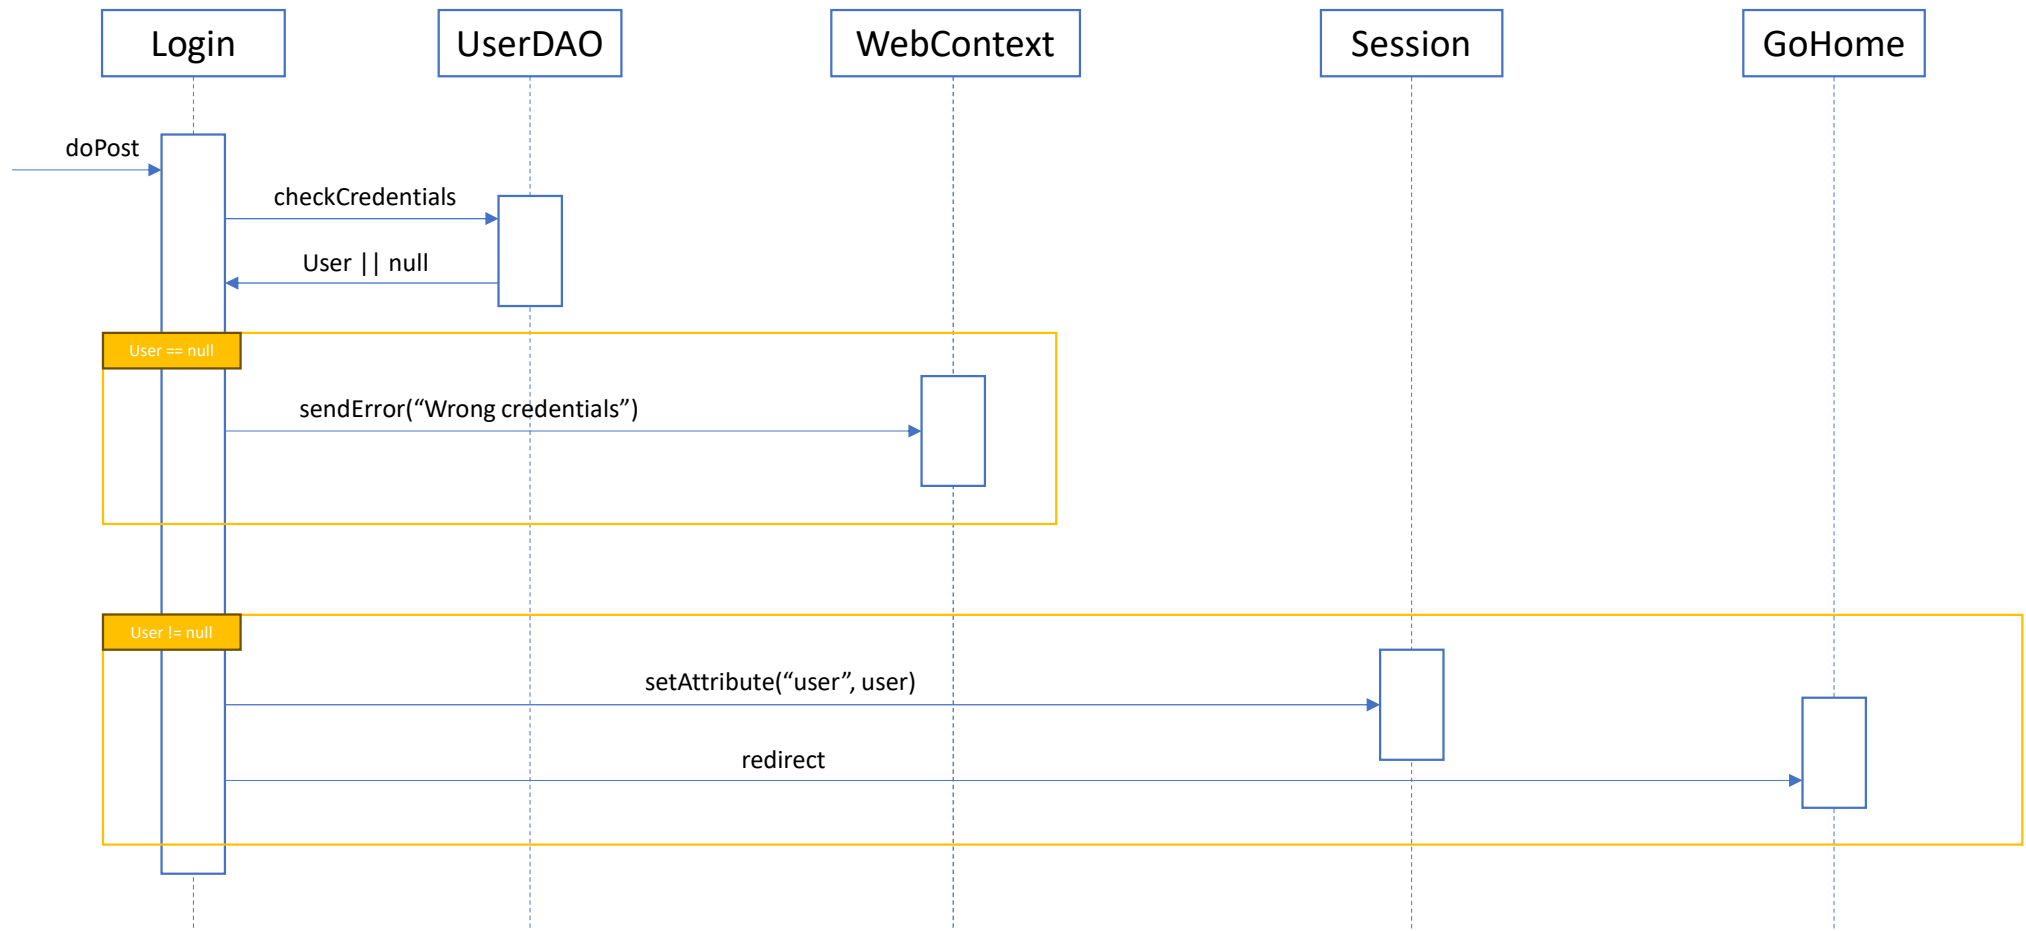 Login
UserDAO
WebContext
Session
GoHome
doPost
checkCredentials
User || null
User == null
sendError(“Wrong credentials”)
User != null
setAttribute(“user”, user)
redirect